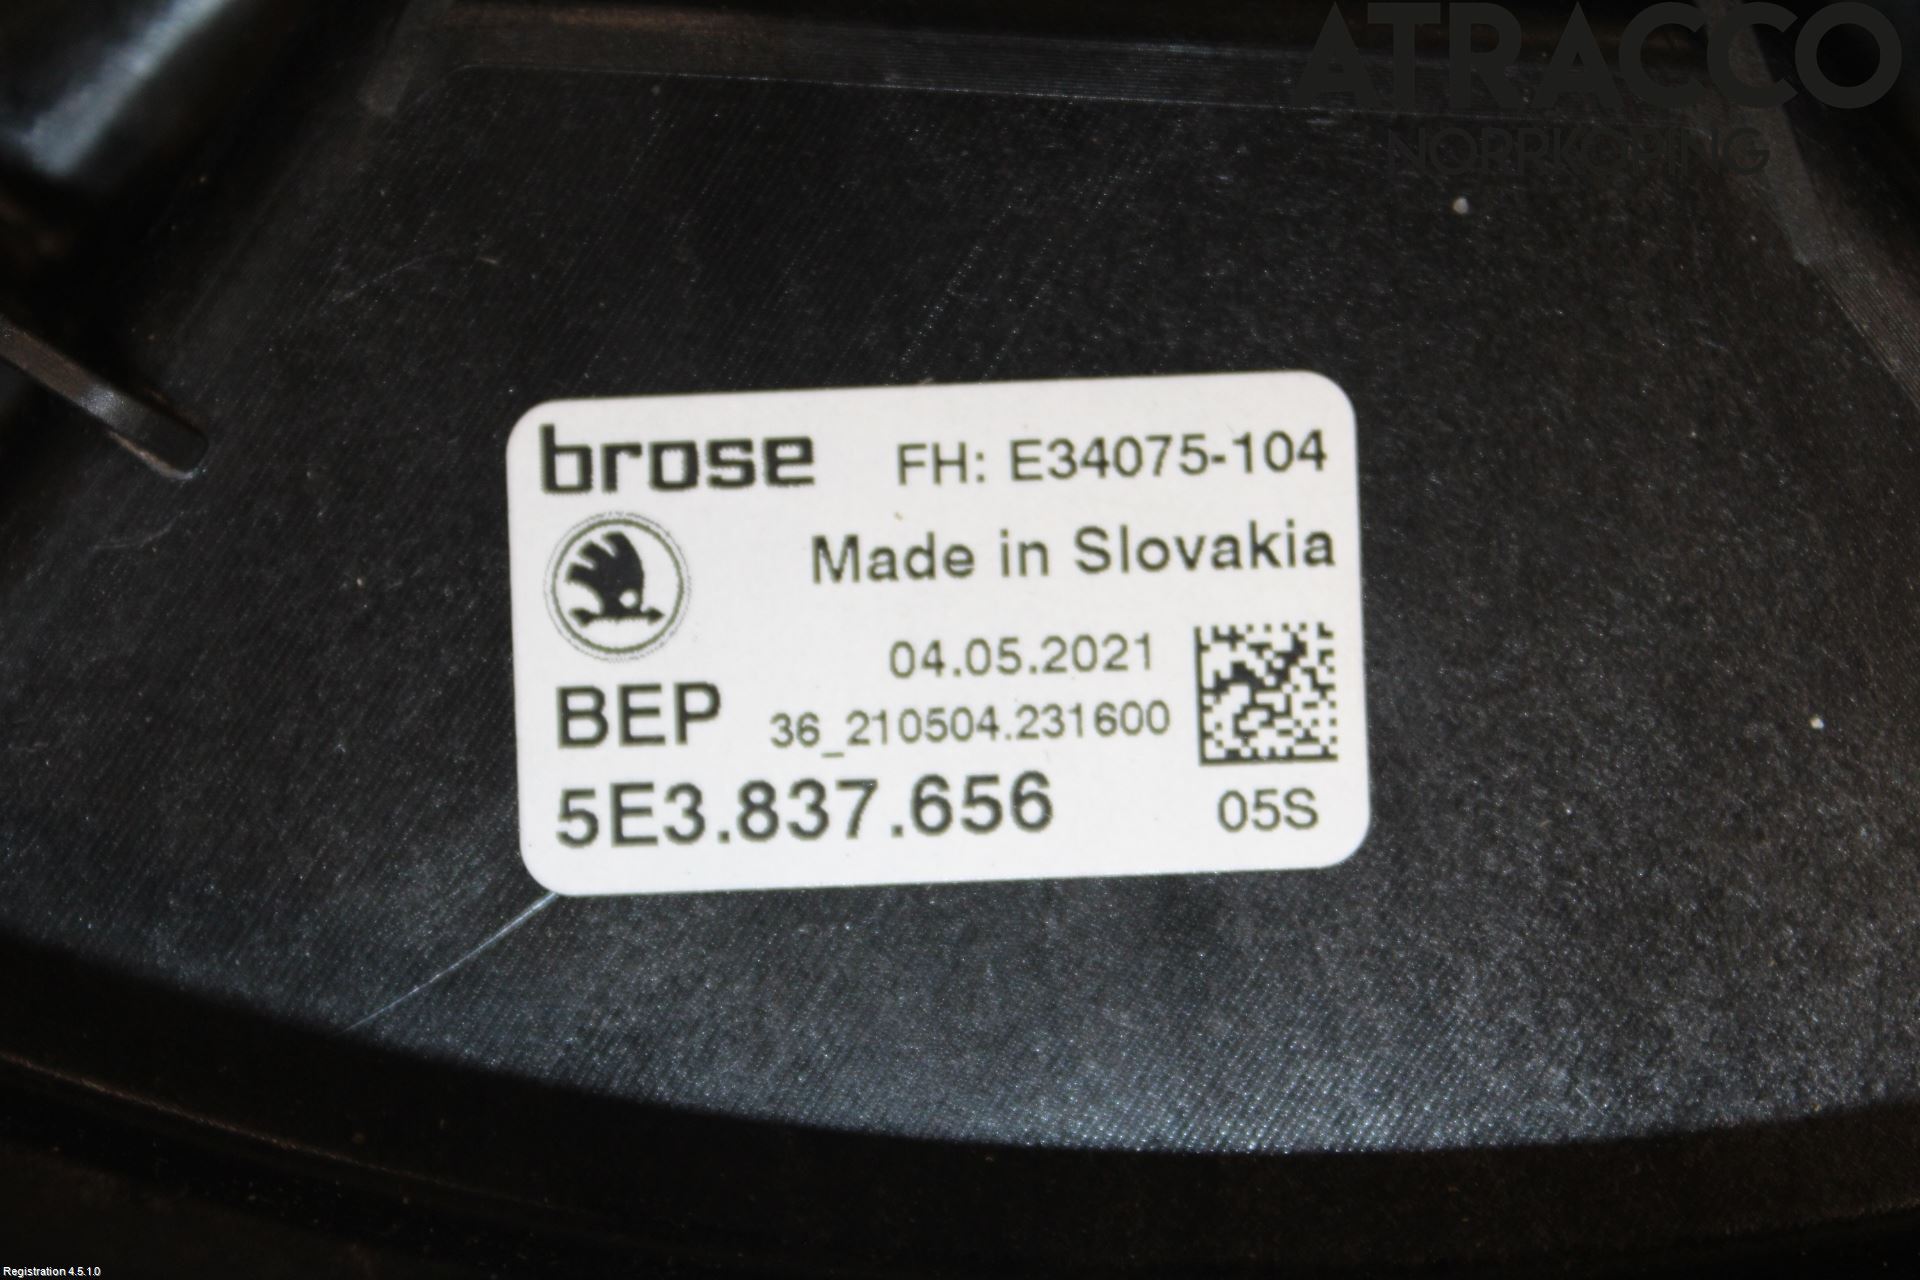 ATRACCO
NORRKÖPING
brose FH: E34075-104
Made in Slovakia
04.05.2021
BEP 36_210504.231600
5E3.837.656 05S
Registration 4.5.1.0